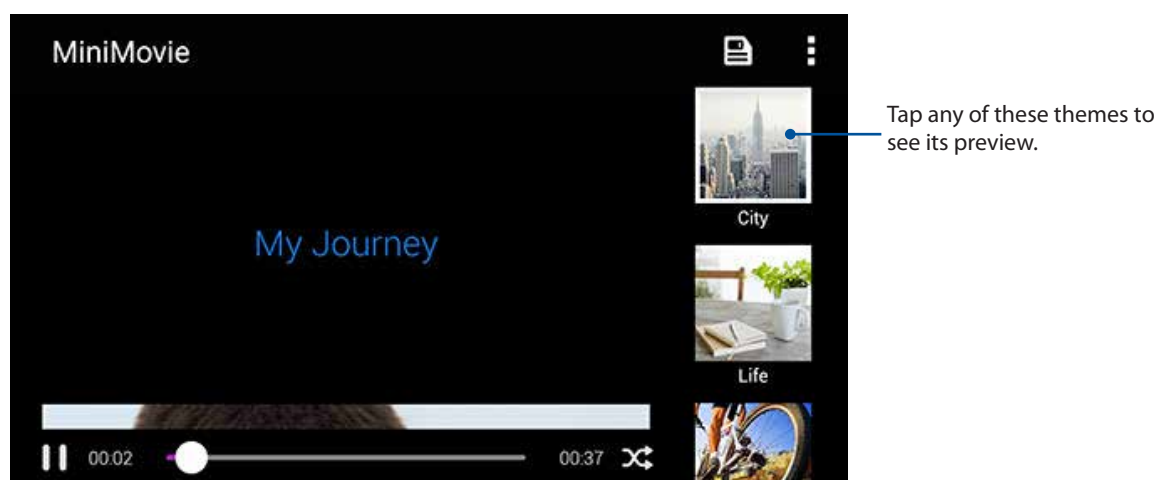 MiniMovie
Tap any of these themes to
see its preview.
City
My Journey
Life
00:02
00:37